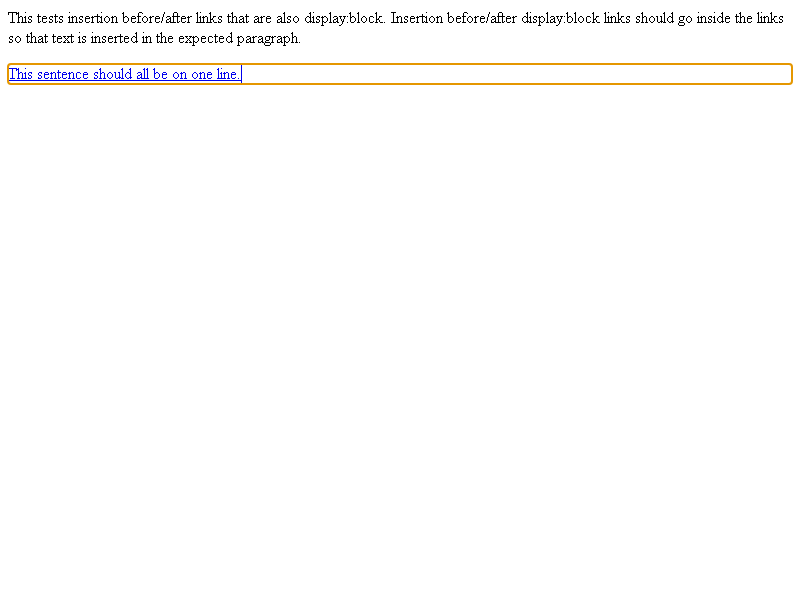 This tests insertion before/after links that are also display:block. Insertion before/after display:block links should go inside the links
so that text is inserted in the expected paragraph.
This sentence should all be on one line.